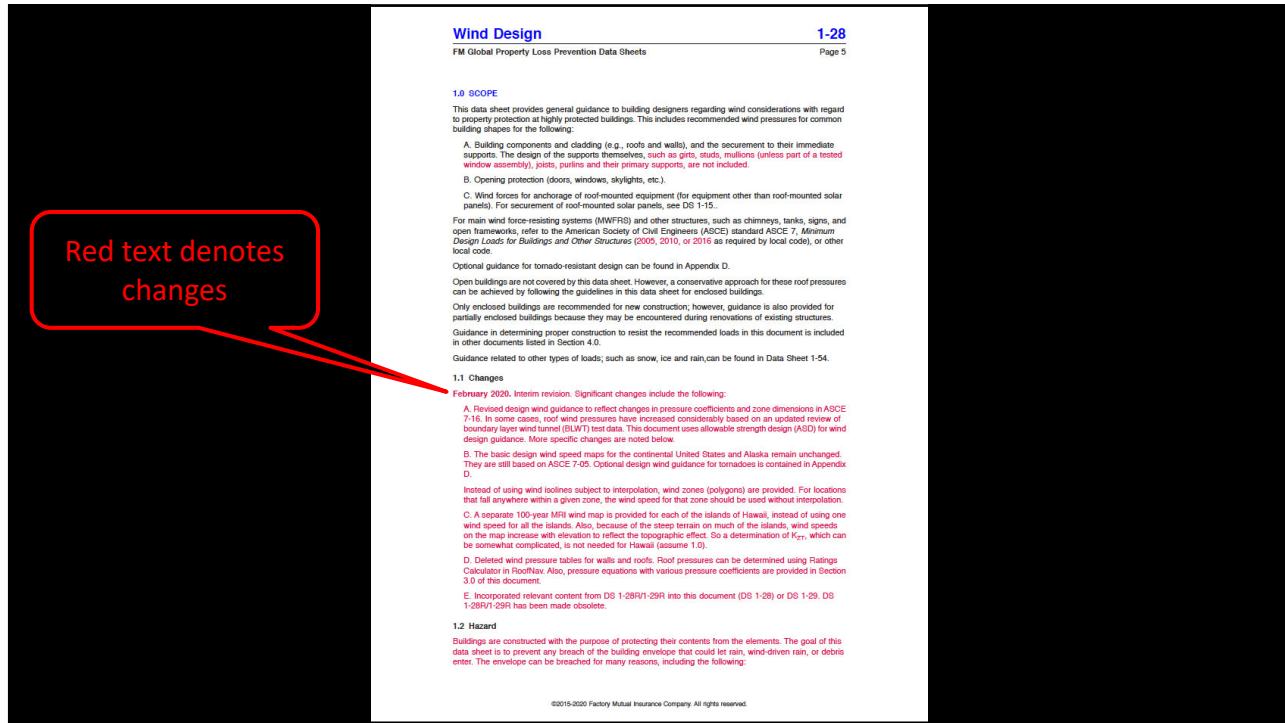 Wind Design 1-28
FM Global Property Loss Prevention Data Sheets Page 5
1.0 SCOPE
This data sheet provides general guidance to building designers regarding wind considerations with regard
to property protection at highly protected buildings. This includes recommended wind pressures for common
building shapes for the following:
A. Building components and cladding (e.g., roofs and walls), and the securement to their immediate
supports. The design of the supports themselves, such as girts, studs, mullions (unless part of a tested
window assembly), joists, purlins and their primary supports, are not included.
B. Opening protection (doors, windows, skylights, etc.).
C. Wind forces for anchorage of roof-mounted equipment (for equipment other than roof-mounted solar
panels). For securement of roof-mounted solar panels, see DS 1-15..
For main wind force-resisting systems (MWFRS) and other structures, such as chimneys, tanks, signs, and
open frameworks, refer to the American Society of Civil Engineers (ASCE) standard ASCE 7, Minimum
Design Loads for Buildings and Other Structures (2005, 2010, or 2016 as required by local code), or other
local code.
Optional guidance for tornado-resistant design can be found in Appendix D.
Open buildings are not covered by this data sheet. However, a conservative approach for these roof pressures
can be achieved by following the guidelines in this data sheet for enclosed buildings.
Only enclosed buildings are recommended for new construction; however, guidance is also provided for
partially enclosed buildings because they may be encountered during renovations of existing structures.
Guidance in determining proper construction to resist the recommended loads in this document is included
in other documents listed in Section 4.0.
Guidance related to other types of loads; such as snow, ice and rain,can be found in Data Sheet 1-54.
1.1 Changes
February 2020. Interim revision. Significant changes include the following:
A. Revised design wind guidance to reflect changes in pressure coefficients and zone dimensions in ASCE
7-16. In some cases, roof wind pressures have increased considerably based on an updated review of
boundary layer wind tunnel (BLWT) test data. This document uses allowable strength design (ASD) for wind
design guidance. More specific changes are noted below.
B. The basic design wind speed maps for the continental United States and Alaska remain unchanged.
They are still based on ASCE 7-05. Optional design wind guidance for tornadoes is contained in Appendix
D.
Instead of using wind isolines subject to interpolation, wind zones (polygons) are provided. For locations
that fall anywhere within a given zone, the wind speed for that zone should be used without interpolation.
C. A separate 100-year MRI wind map is provided for each of the islands of Hawaii, instead of using one
wind speed for all the islands. Also, because of the steep terrain on much of the islands, wind speeds
on the map increase with elevation to reflect the topographic effect. So a determination of KZT, which can
be somewhat complicated, is not needed for Hawaii (assume 1.0).
D. Deleted wind pressure tables for walls and roofs. Roof pressures can be determined using Ratings
Calculator in RoofNav. Also, pressure equations with various pressure coefficients are provided in Section
3.0 of this document.
E. Incorporated relevant content from DS 1-28R/1-29R into this document (DS 1-28) or DS 1-29. DS
1-28R/1-29R has been made obsolete.
1.2 Hazard
Buildings are constructed with the purpose of protecting their contents from the elements. The goal of this
data sheet is to prevent any breach of the building envelope that could let rain, wind-driven rain, or debris
enter. The envelope can be breached for many reasons, including the following:
©2015-2020 Factory Mutual Insurance Company. All rights reserved.
Red text denotes
changes